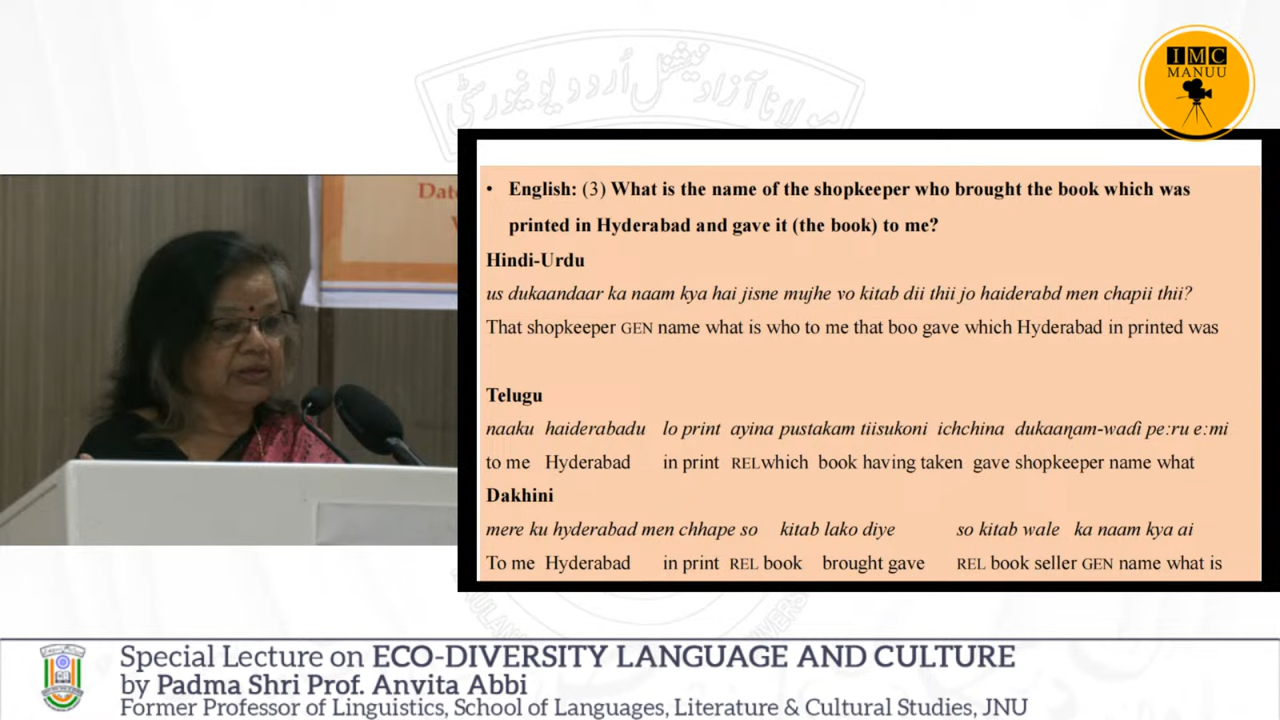 مولانا آزاد نیشنل اُردو یونیورسٹی
IMC
MANUU
Dat
• English: (3) What is the name of the shopkeeper who brought the book which was
printed in Hyderabad and gave it (the book) to me?
Hindi-Urdu
us dukaandaar ka naam kya hai jisne mujhe vo kitab dii thii jo haiderabd men chapii thii?
That shopkeeper GEN name what is who to me that boo gave which Hyderabad in printed was
Telugu
naaku haiderabadu lo print ayina pustakam tiisukoni ichchina dukaaṇam-wadî pe:ru e:mi
to me Hyderabad in print RELwhich book having taken gave shopkeeper name what
Dakhini
mere ku hyderabad men chhape so kitab lako diye so kitab wale ka naam kya ai
To me Hyderabad in print REL book brought gave REL book seller GEN name what is
Special Lecture on ECO-DIVERSITY LANGUAGE AND CULTURE
by Padma Shri Prof. Anvita Abbi
Former Professor of Linguistics, School of Languages, Literature & Cultural Studies, JNU